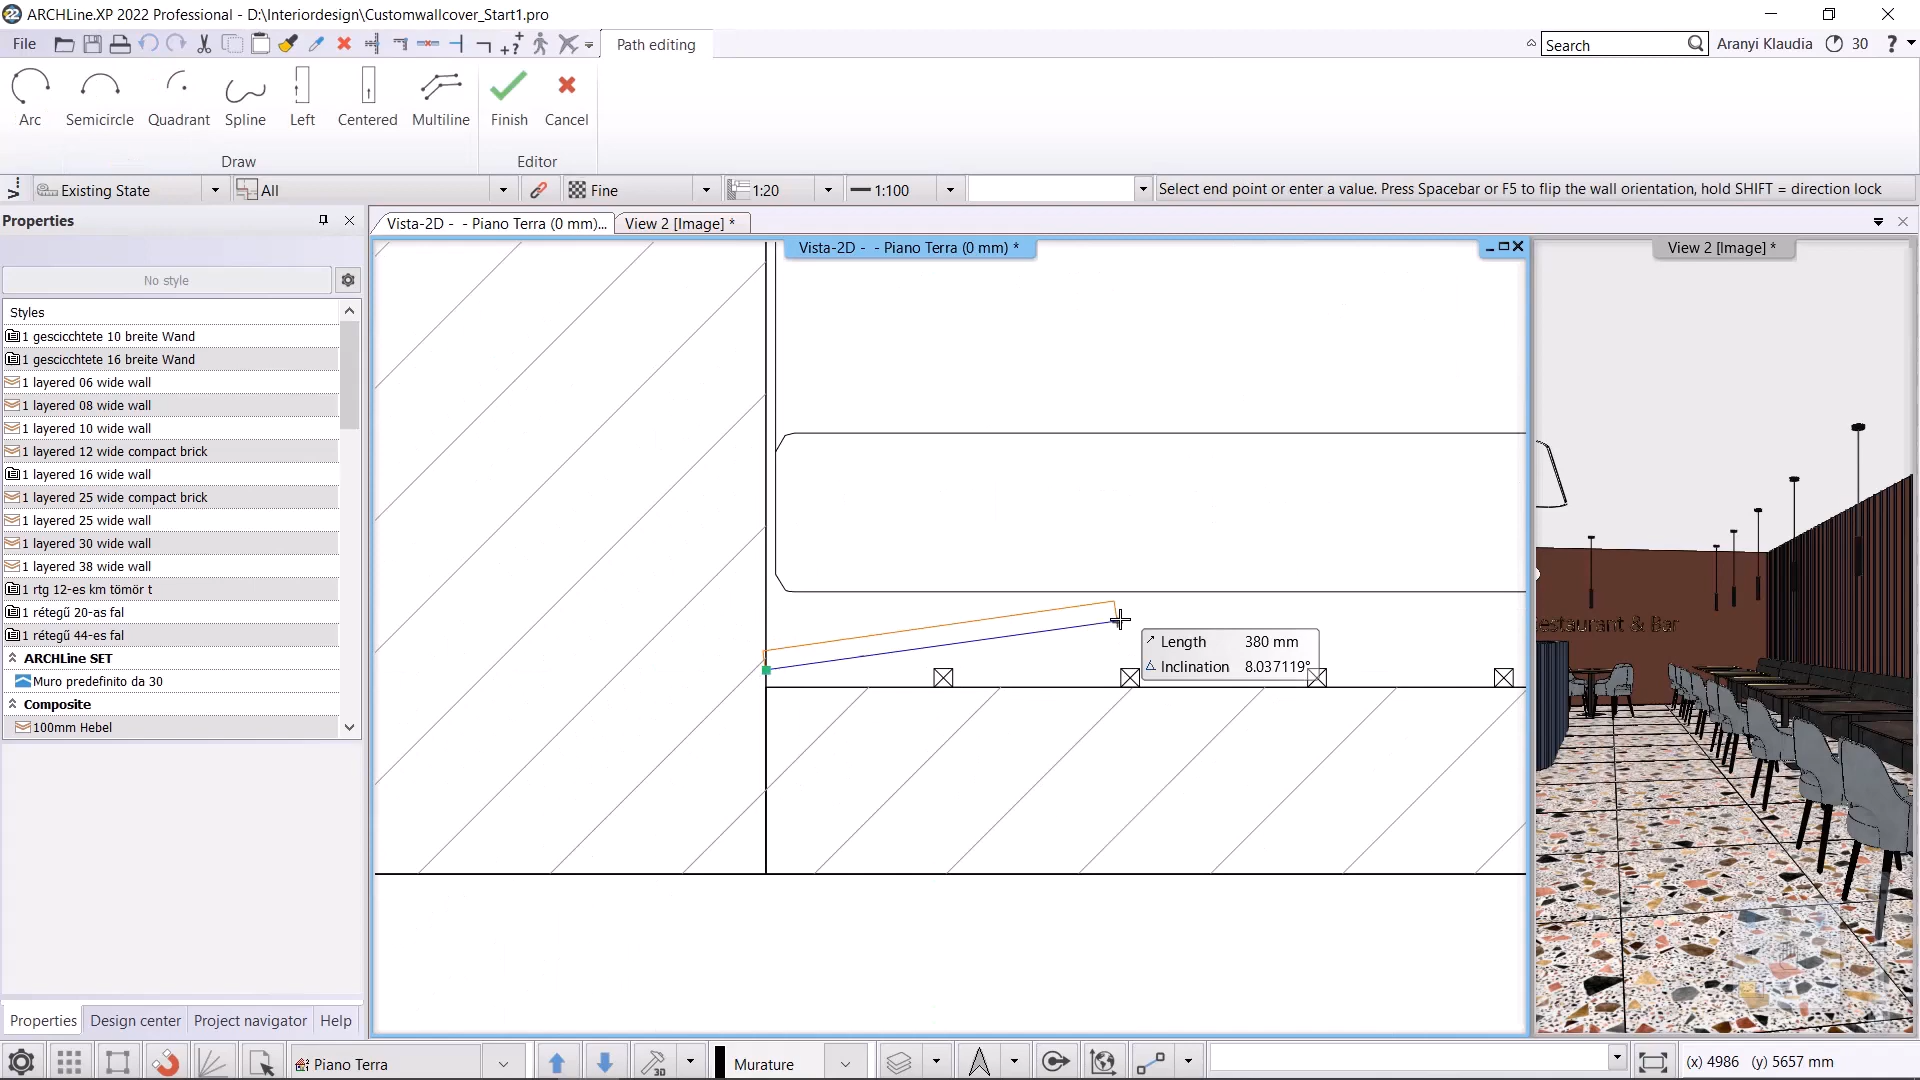 ARCHLine.XP 2022 Professional - D:\Interiordesign\Customwallcover_Start1.pro
File
Path editing
Search
Aranyi Klaudia
30
?
Arc
Semicircle
Quadrant
Spline
Left
Centered
Multiline
Finish
Cancel
Draw
Editor
Existing State
All
Fine
1:20
1:100
Select end point or enter a value. Press Spacebar or F5 to flip the wall orientation, hold SHIFT = direction lock
Properties
Vista-2D - - Piano Terra (0 mm)...
View 2 [Image] *
Vista-2D - - Piano Terra (0 mm) *
View 2 [Image] *
No style
Styles
1 gescicchtete 10 breite Wand
1 gescicchtete 16 breite Wand
1 layered 06 wide wall
1 layered 08 wide wall
1 layered 10 wide wall
1 layered 12 wide compact brick
1 layered 16 wide wall
1 layered 25 wide compact brick
1 layered 25 wide wall
1 layered 30 wide wall
1 layered 38 wide wall
1 rtg 12-es km tömör t
1 rétegű 20-as fal
1 rétegű 44-es fal
ARCHLine SET
Muro predefinito da 30
Composite
100mm Hebel
Length 380 mm
Inclination 8.037119°
estaurant & Bar
Properties
Design center
Project navigator
Help
Piano Terra
3D
Murature
(x) 4986 (y) 5657 mm